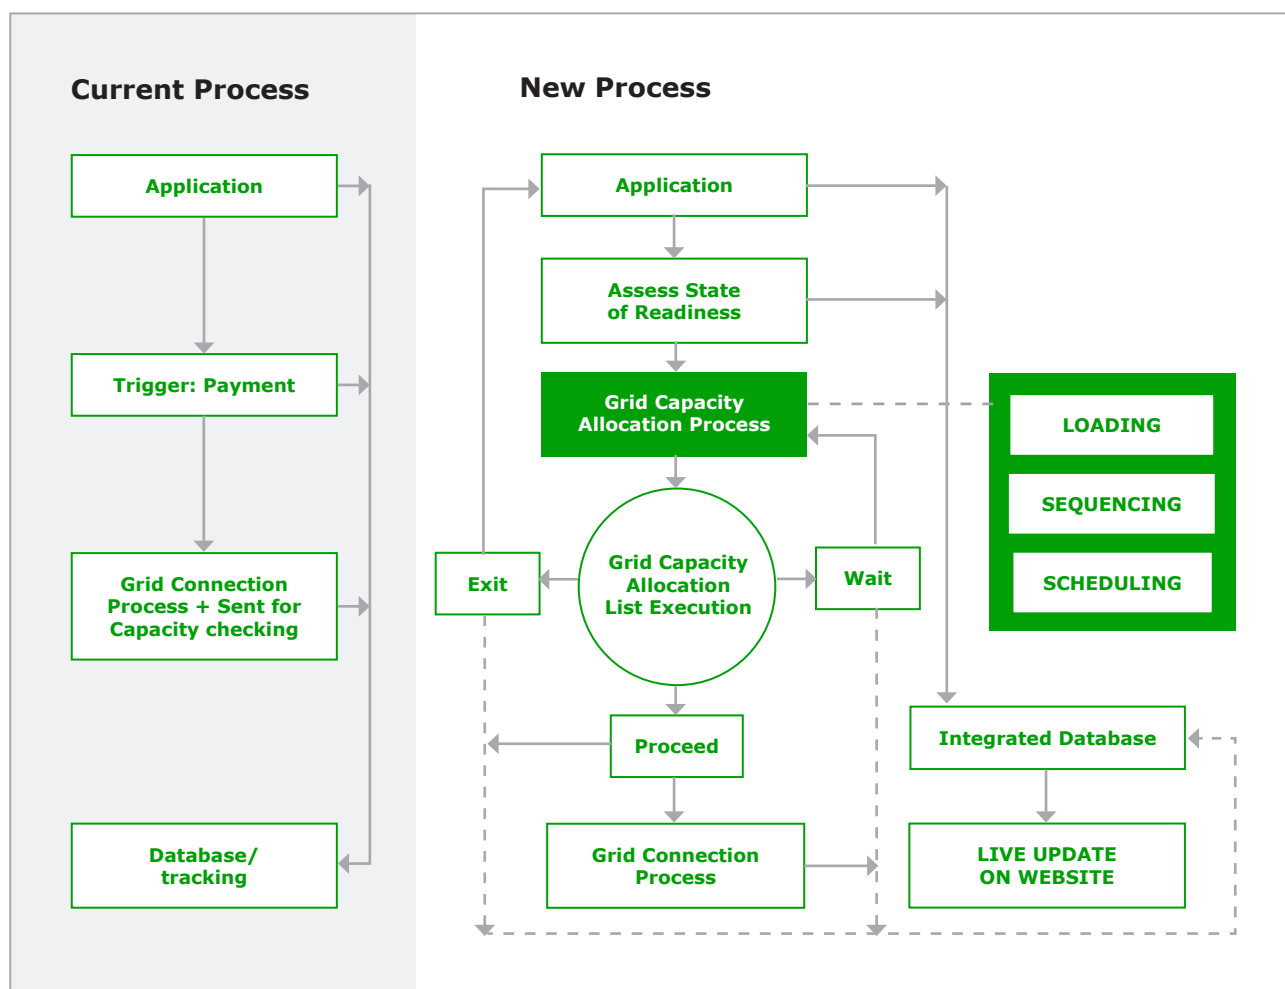 Current Process
Application
Trigger: Payment
Grid Connection
Process + Sent for
Capacity checking
Database/
tracking
New Process
Application
Assess State
of Readiness
Grid Capacity
Allocation Process
Grid Capacity
Allocation
List Execution
Exit
Wait
Proceed
Grid Connection
Process
LOADING
SEQUENCING
SCHEDULING
Integrated Database
LIVE UPDATE
ON WEBSITE